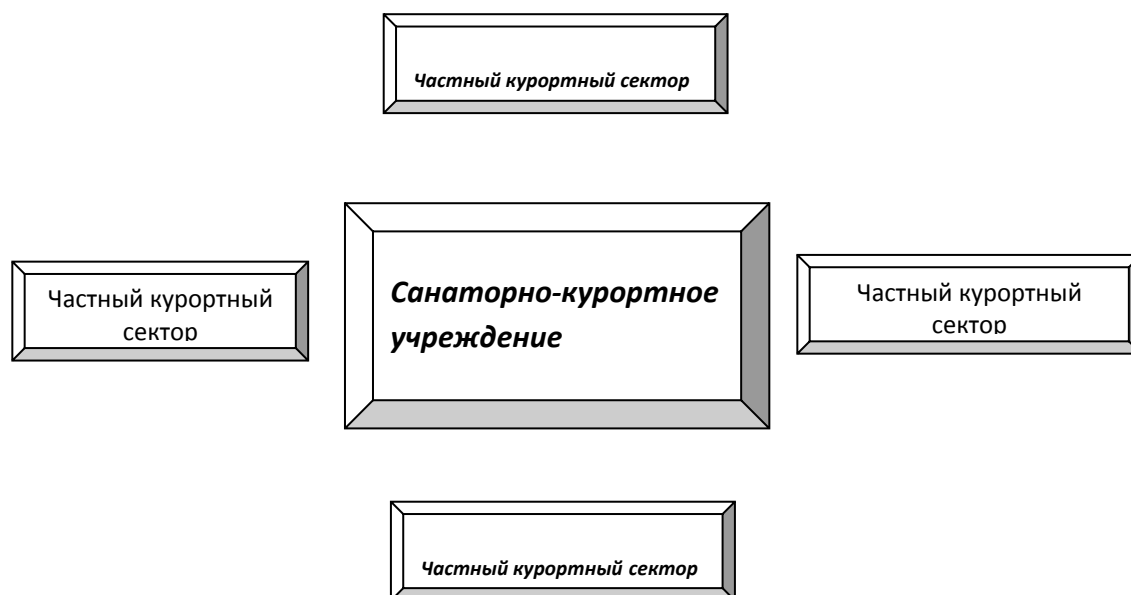 Частный курортный сектор
Частный курортный
сектор
Санаторно-курортное
учреждение
Частный курортный
сектор
Частный курортный сектор